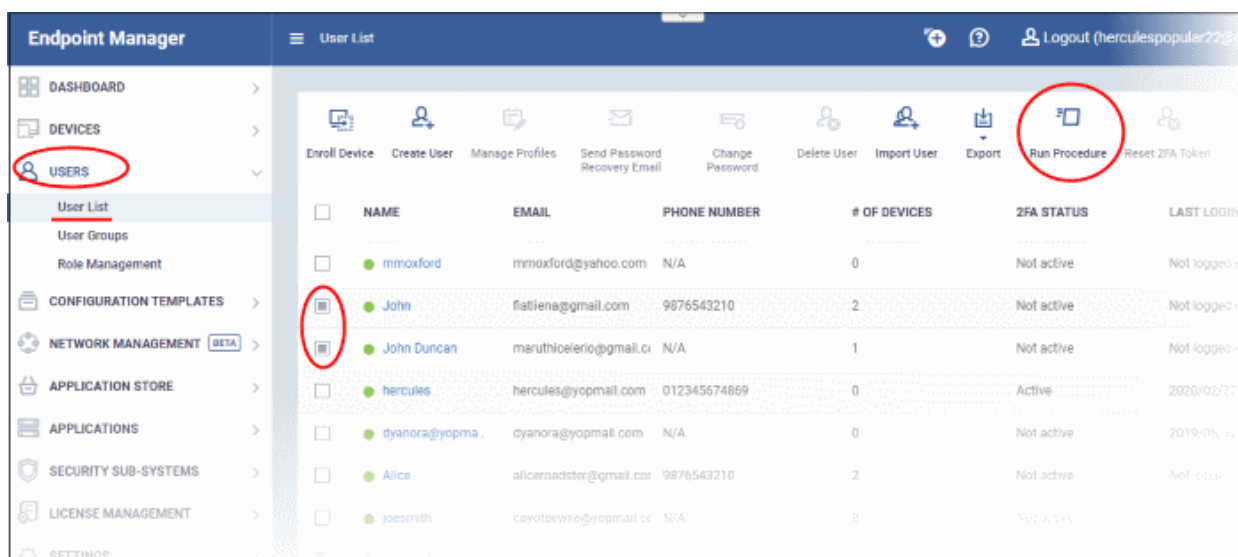 Endpoint Manager
User List
Logout (herculespopular22@
DASHBOARD
DEVICES
USERS
User List
User Groups
Role Management
CONFIGURATION TEMPLATES
NETWORK MANAGEMENT BETA
APPLICATION STORE
APPLICATIONS
SECURITY SUB-SYSTEMS
LICENSE MANAGEMENT
SETTINGS
Enroll Device Create User Manage Profiles Send Password Recovery Email Change Password Delete User Import User Export Run Procedure Reset 2FA Token
NAME EMAIL PHONE NUMBER # OF DEVICES 2FA STATUS LAST LOGIN
mmoxford mmoxford@yahoo.com N/A 0 Not active Not logged
John flatliena@gmail.com 9876543210 2 Not active Not logged
John Duncan maruthicelerio@gmail.c N/A 1 Not active Not logged
hercules hercules@yopmail.com 012345674869 0 Active 2020/02/
dyanora@yopma dyanora@yopmail.com N/A 0 Not active 2019/05,
Alice aliceroadster@gmail.co 9876543210 2 Not active Not
joesmith N/A